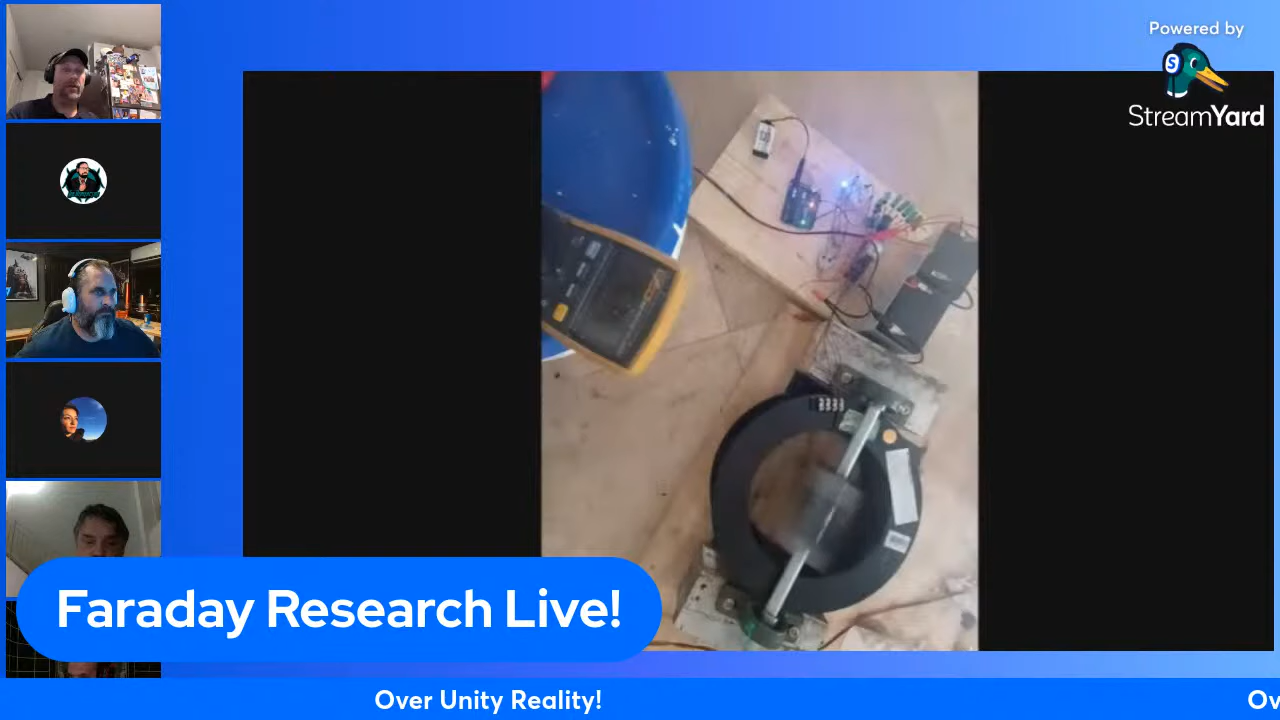 Powered by
S
StreamYard
Faraday Research Live!
Over Unity Reality!
Ov